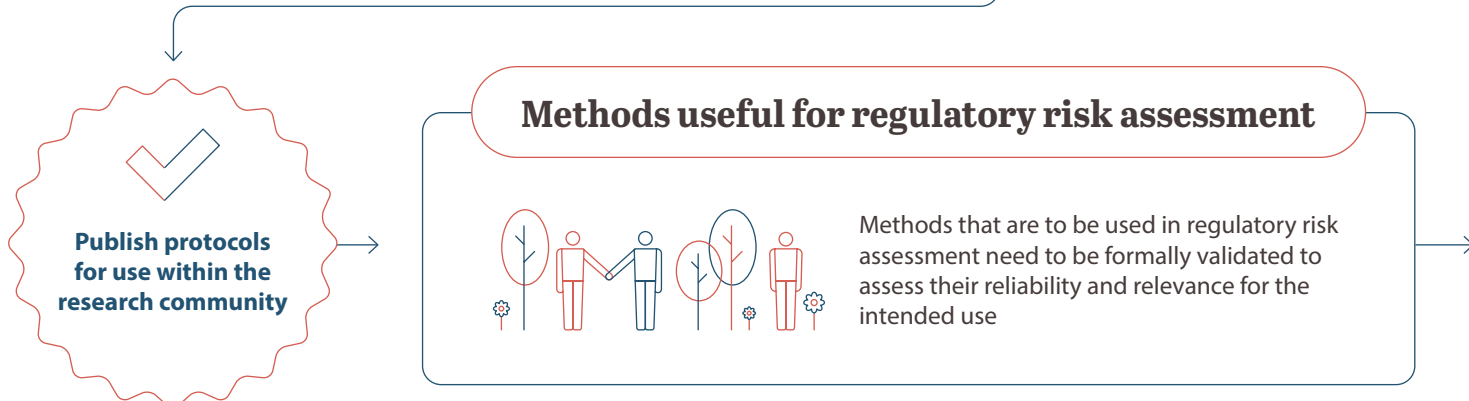 Methods useful for regulatory risk assessment
Publish protocols
for use within the
research community
Methods that are to be used in regulatory risk
assessment need to be formally validated to
assess their reliability and relevance for the
intended use